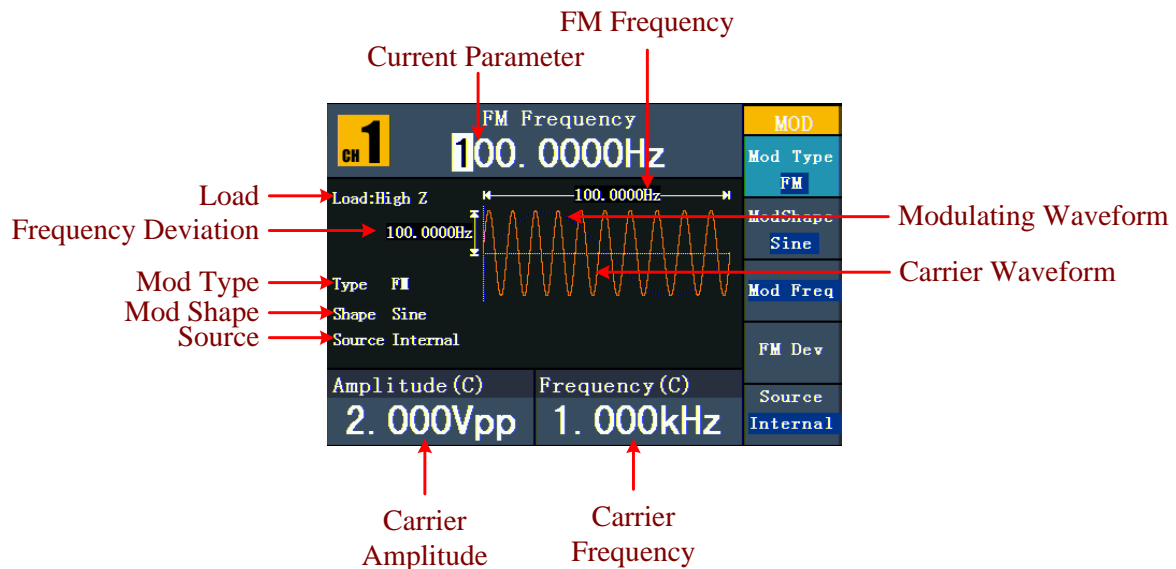 FM Frequency
Current Parameter
CH 1
FM Frequency
100.0000Hz
MOD
Mod Type
FM
Load
Load:High Z
100.0000Hz
ModShape
Sine
Modulating Waveform
Frequency Deviation
100.0000Hz
Carrier Waveform
Mod Type
Type FM
Mod Freq
Mod Shape
Shape Sine
Source
Source Internal
FM Dev
Amplitude(C)
Frequency(C)
Source
Internal
2.000Vpp
1.000kHz
Carrier
Amplitude
Carrier
Frequency